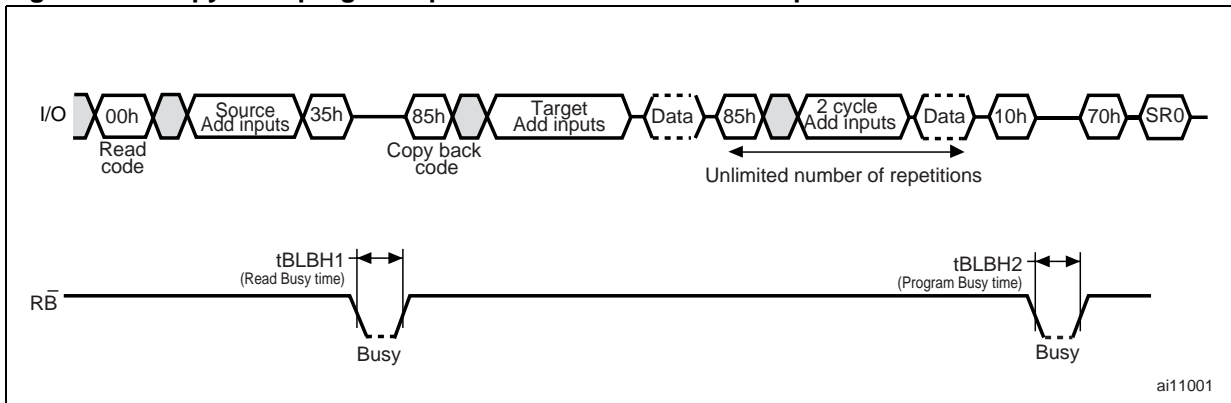 I/O 00h Source Add inputs 35h 85h Target Add inputs Data 85h 2 cycle Add inputs Data 10h 70h SR0
Read code
Copy back code
Unlimited number of repetitions
tBLBH1
(Read Busy time)
tBLBH2
(Program Busy time)
RB
Busy
Busy
ai11001